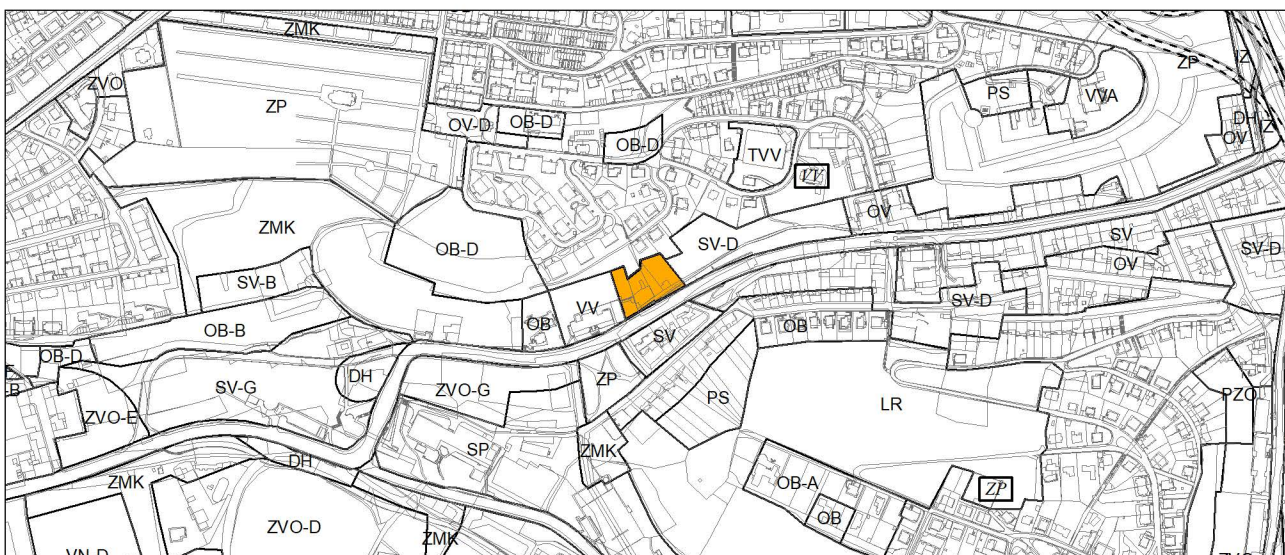 ZMK
ZVO
ZP
ZP
Z
PS
VVA
OV-D
OB-D
OB-D
DH
OV
Z
TVV
VV
ZMK
OV
OB-D
SV-D
SV
SV-D
OV
SV-B
SV-D
OB
VV
OB-B
SV
OB
OB-D
DH
ZP
-B
SV-G
ZVO-G
PS
LR
PZO
ZVO-E
SP
ZMK
DH
ZMK
OB-A
ZP
OB
ZVO-D
ZMK
VN-D